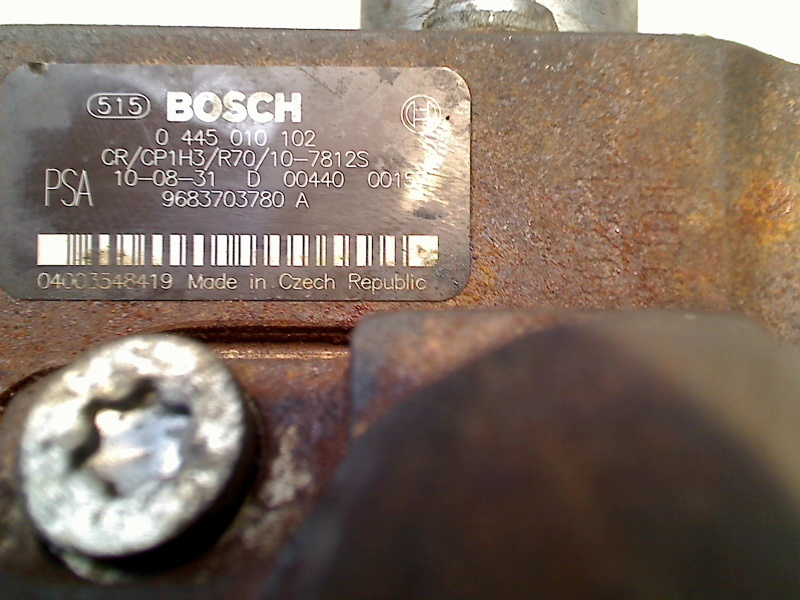 515 BOSCH
0 445 010 102
CR/CP1H3/R70/10-7812S
PSA 10-08-31 D 00440
9683703780 A
04003548419 Made in Czech Republic